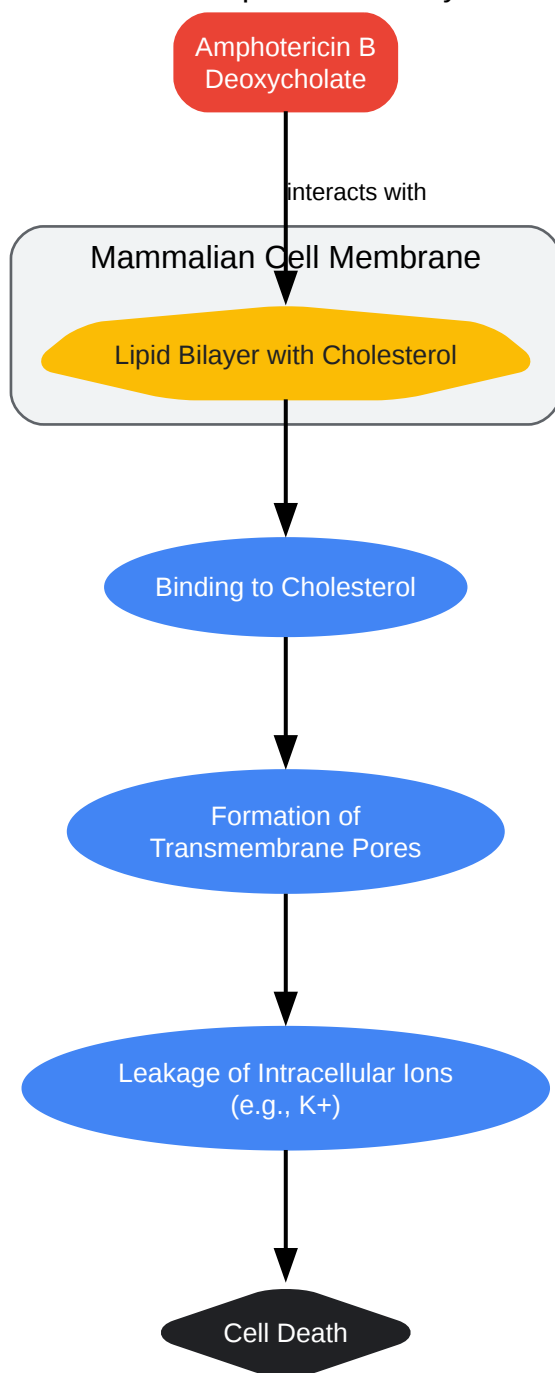 Amphotericin B
Deoxycholate
interacts with
Mammalian Cell Membrane
Lipid Bilayer with Cholesterol
Binding to Cholesterol
Formation of
Transmembrane Pores
Leakage of Intracellular Ions
(e.g., K+)
Cell Death